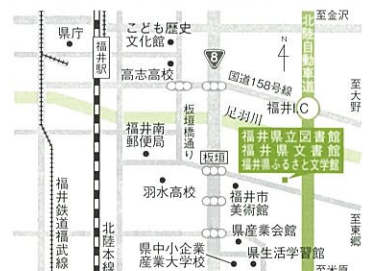 至金沢
北陸自動車道
県庁
福井駅
こども歴史
文化館
8
N
高志高校
国道158号線
至大野
福井I.C
足羽川
板垣橋通り
福井南
郵便局
板垣
福井県立図書館
福井県文書館
福井県ふるさと文学館
羽水高校
福井市
美術館
至東郷
福井鉄道福武線
北陸本線
県産業会館
県中小企業
産業大学校
県生活学習館
至米原